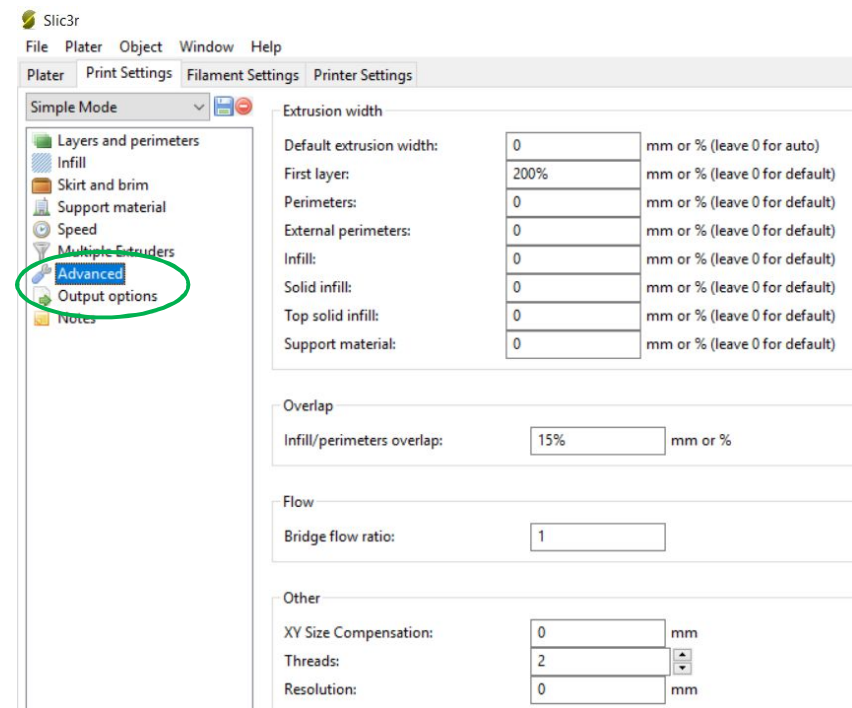 Slic3r
File Plater Object Window Help
Plater Print Settings Filament Settings Printer Settings
Simple Mode
Layers and perimeters
Infill
Skirt and brim
Support material
Speed
Multiple Extruders
Advanced
Output options
Notes
Extrusion width
Default extrusion width: 0 mm or % (leave 0 for auto)
First layer: 200% mm or % (leave 0 for default)
Perimeters: 0 mm or % (leave 0 for default)
External perimeters: 0 mm or % (leave 0 for default)
Infill: 0 mm or % (leave 0 for default)
Solid infill: 0 mm or % (leave 0 for default)
Top solid infill: 0 mm or % (leave 0 for default)
Support material: 0 mm or % (leave 0 for default)
Overlap
Infill/perimeters overlap: 15% mm or %
Flow
Bridge flow ratio: 1
Other
XY Size Compensation: 0 mm
Threads: 2
Resolution: 0 mm